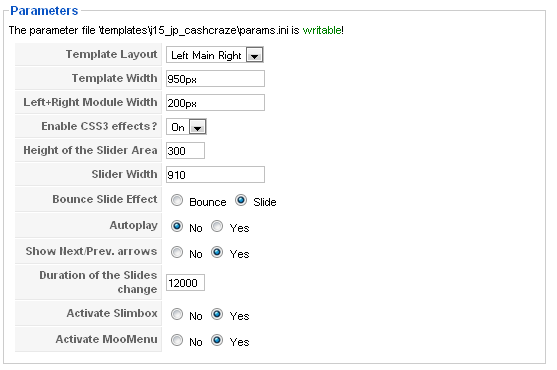 Parameters
The parameter file \templates\j15_jp_cashcraze\params.ini is writable!
Template Layout Left Main Right
Template Width 950px
Left+Right Module Width 200px
Enable CSS3 effects? On
Height of the Slider Area 300
Slider Width 910
Bounce Slide Effect Bounce Slide
Autoplay No Yes
Show Next/Prev. arrows No Yes
Duration of the Slides
change 12000
Activate Slimbox No Yes
Activate MooMenu No Yes